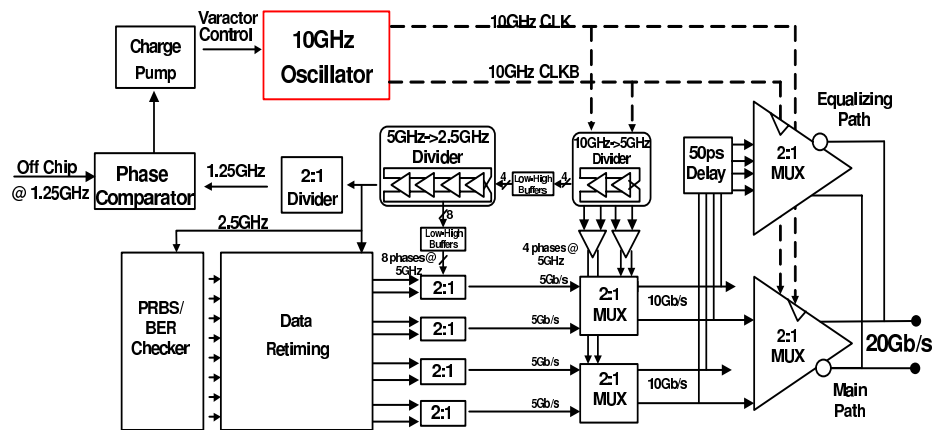 Varactor
Control
Charge
Pump
10GHz
Oscillator
10GHz CLK
10GHz CLKB
Equalizing
Path
Off Chip
@ 1.25GHz
Phase
Comparator
1.25GHz
2:1
Divider
5GHz->2.5GHz
Divider
4
Low-High
Buffers
4
10GHz->5GHz
Divider
50ps
Delay
2:1
MUX
2.5GHz
8
Low-High
Buffers
8 phases @
5GHz
4 phases @
5GHz
PRBS/
BER
Checker
Data
Retiming
2:1
5Gb/s
2:1
MUX
10Gb/s
2:1
5Gb/s
2:1
MUX
20Gb/s
2:1
5Gb/s
2:1
MUX
10Gb/s
2:1
5Gb/s
Main
Path